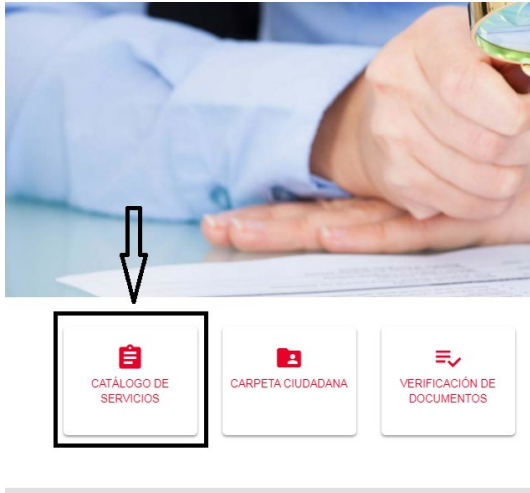 CATÁLOGO DE
SERVICIOS
CARPETA CIUDADANA
VERIFICACIÓN DE
DOCUMENTOS